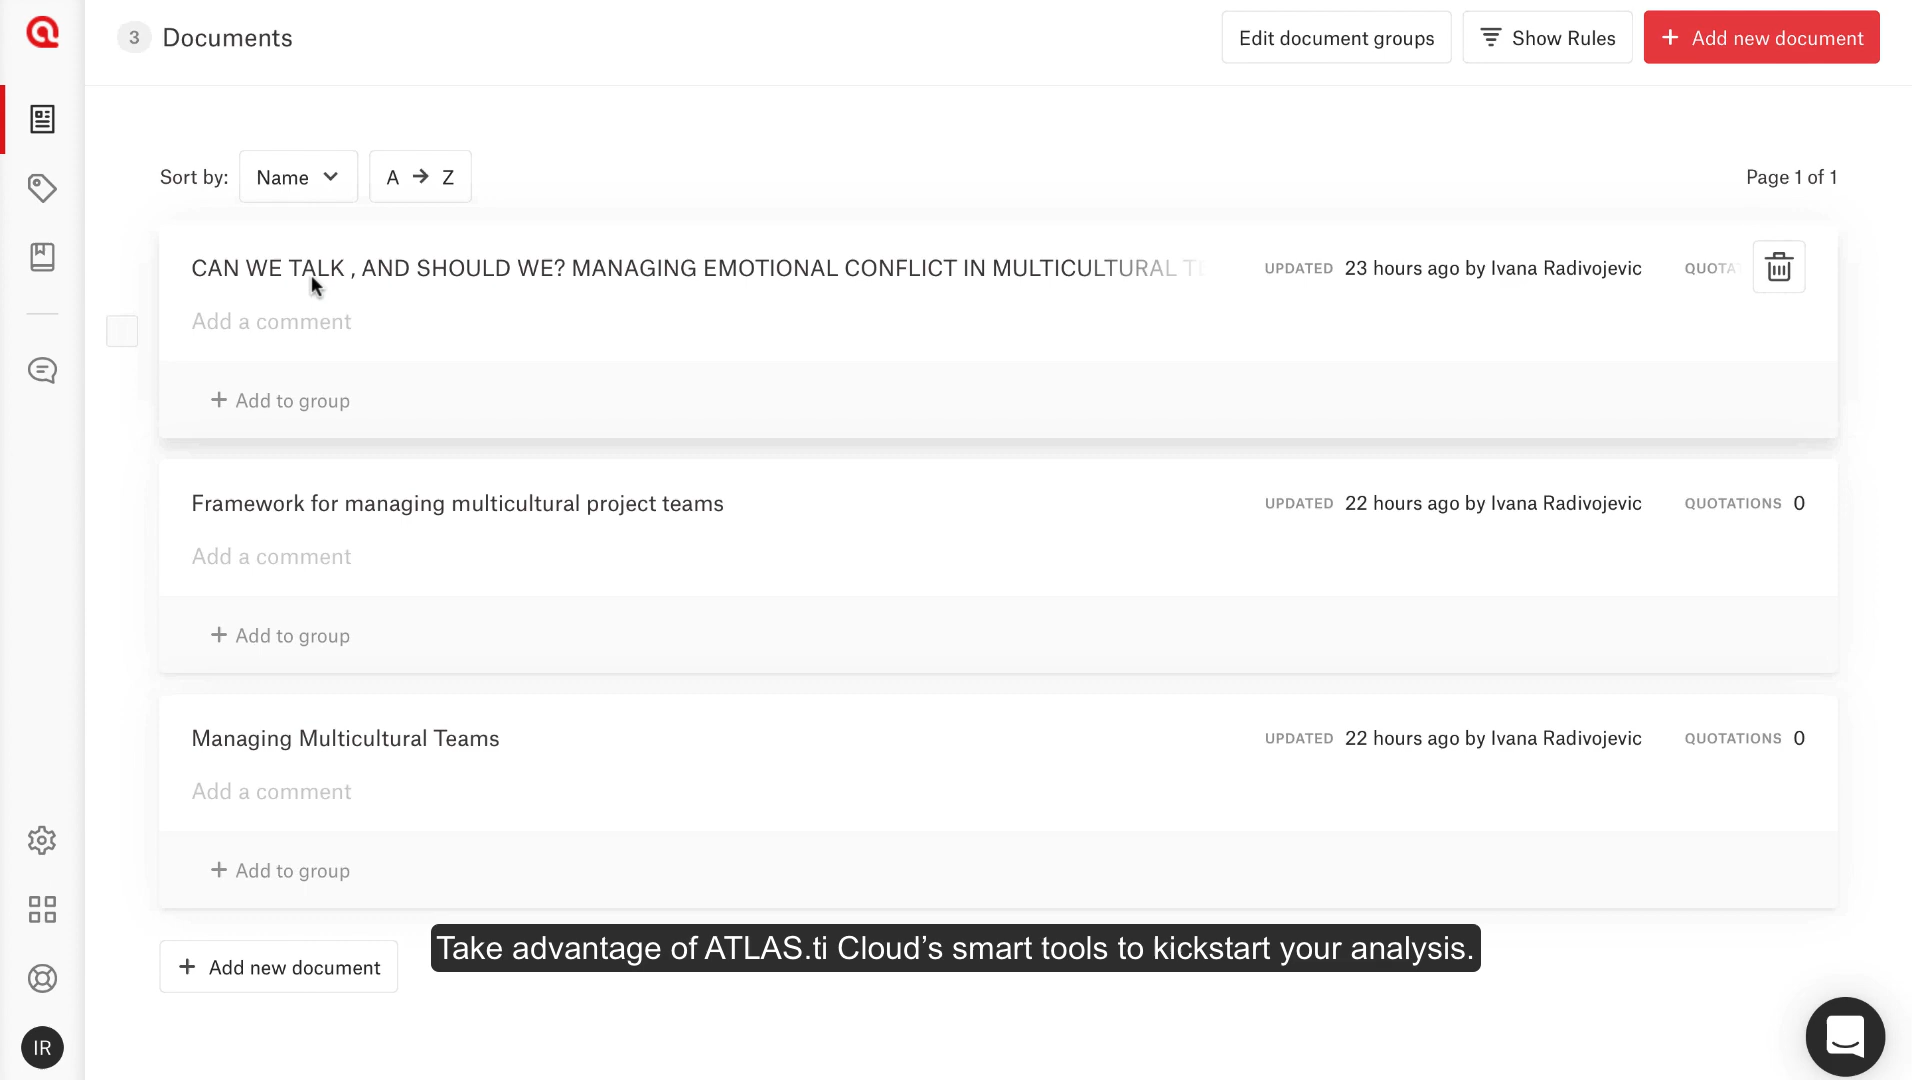 3 Documents
Edit document groups
Show Rules
+ Add new document
Sort by: Name A → Z
Page 1 of 1
CAN WE TALK , AND SHOULD WE? MANAGING EMOTIONAL CONFLICT IN MULTICULTURAL
UPDATED 23 hours ago by Ivana Radivojevic
Add a comment
+ Add to group
Framework for managing multicultural project teams
UPDATED 22 hours ago by Ivana Radivojevic QUOTATIONS 0
Add a comment
+ Add to group
Managing Multicultural Teams
UPDATED 22 hours ago by Ivana Radivojevic QUOTATIONS 0
Add a comment
+ Add to group
Take advantage of ATLAS.ti Cloud’s smart tools to kickstart your analysis.
+ Add new document
IR